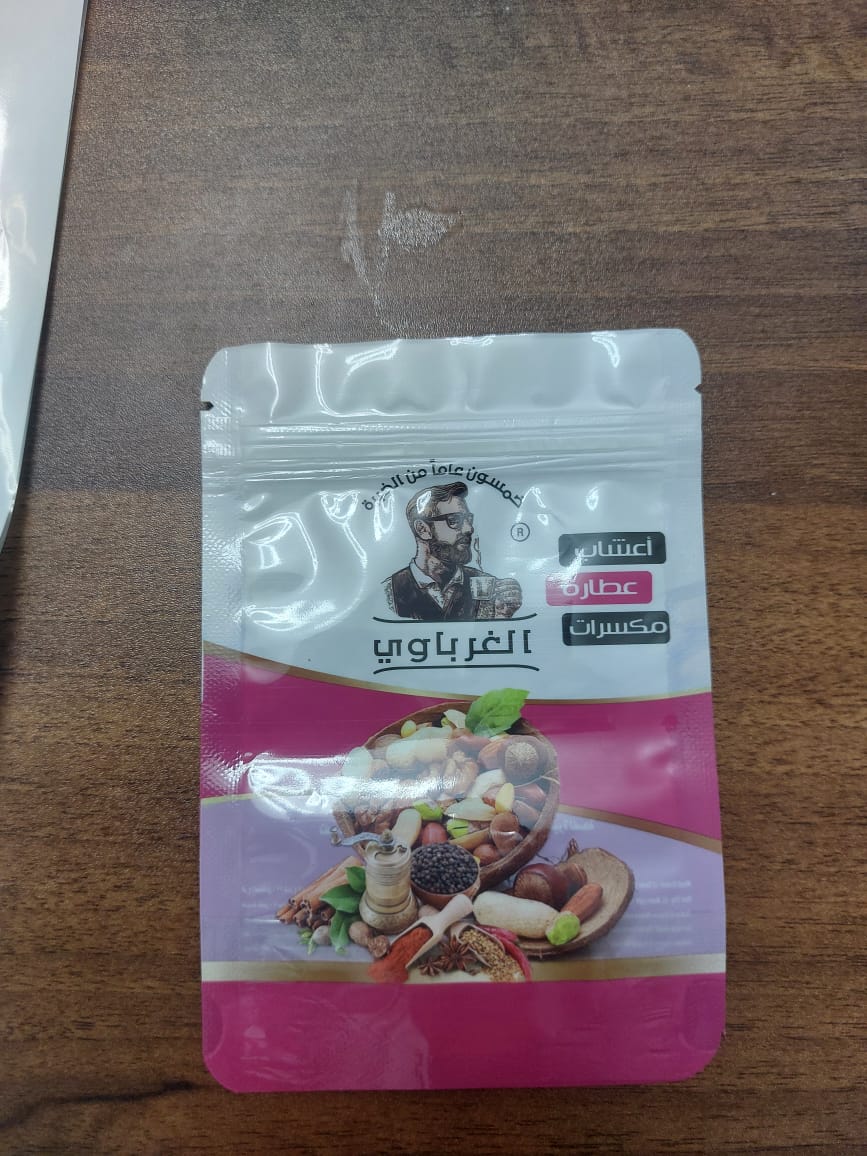 خمسون عاماً من الخبرة
®
الغرباوي
أعشاب
عطارة
مكسرات